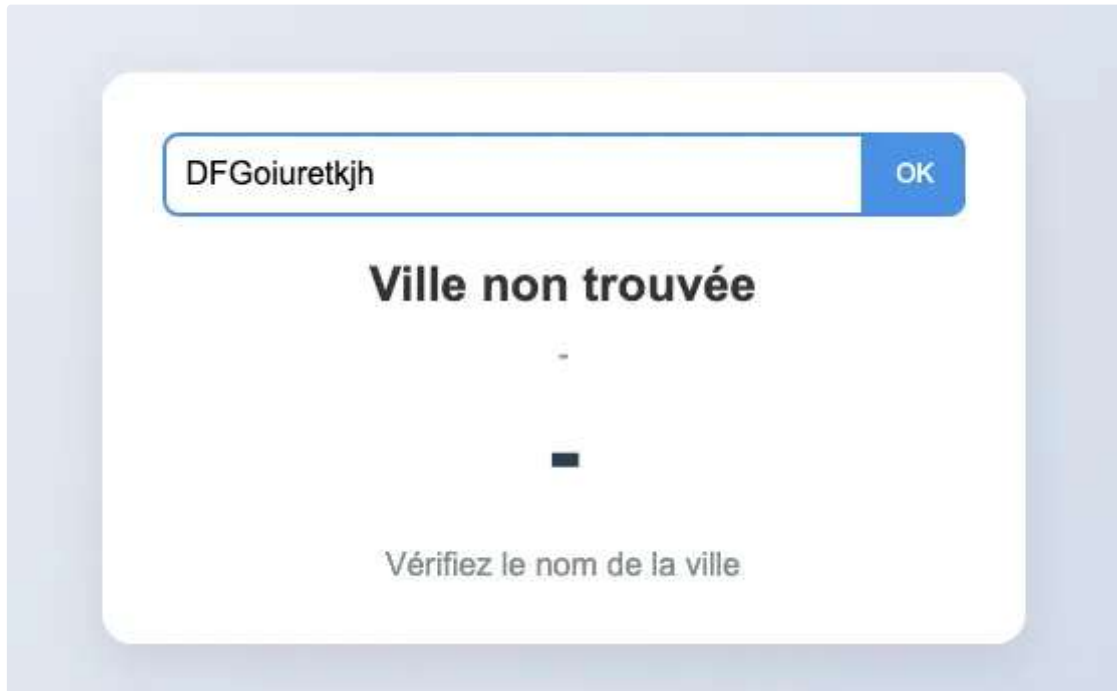 DFGoiuretkjh
OK
Ville non trouvée
-
-
Vérifiez le nom de la ville